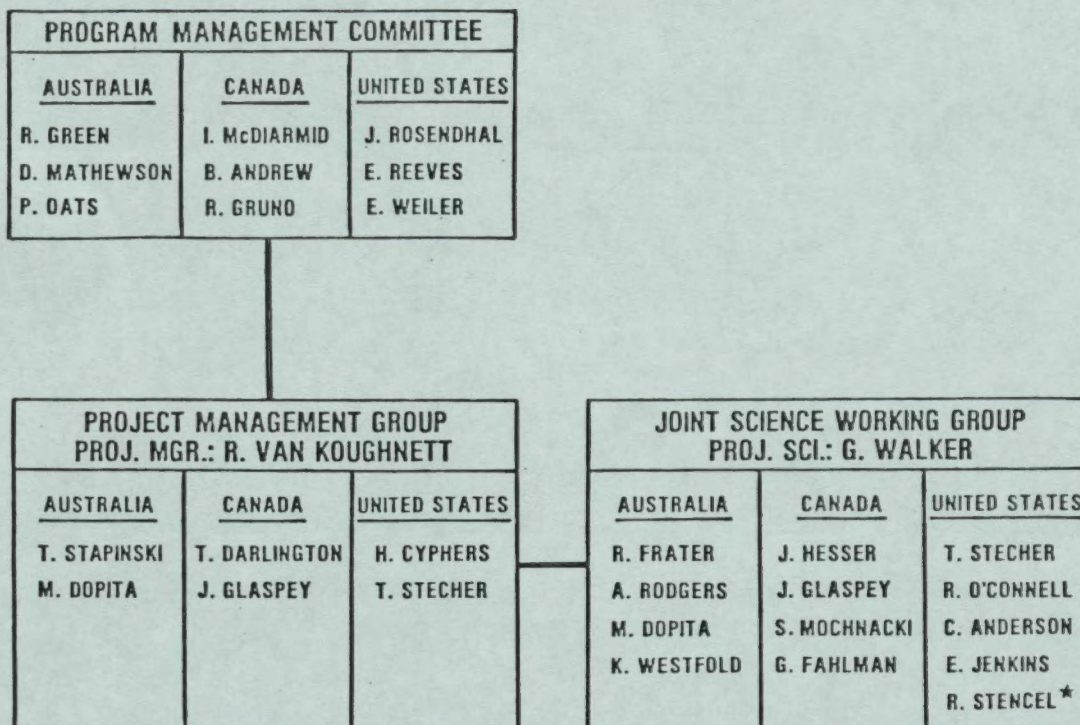 PROGRAM MANAGEMENT COMMITTEE
AUSTRALIA CANADA UNITED STATES
R. GREEN I. McDIARMID J. ROSENDHAL
D. MATHEWSON B. ANDREW E. REEVES
P. OATS R. GRUNO E. WEILER
PROJECT MANAGEMENT GROUP
PROJ. MGR.: R. VAN KOUGHNETT
AUSTRALIA CANADA UNITED STATES
T. STAPINSKI T. DARLINGTON H. CYPHERS
M. DOPITA J. GLASPEY T. STECHER
JOINT SCIENCE WORKING GROUP
PROJ. SCI.: G. WALKER
AUSTRALIA CANADA UNITED STATES
R. FRATER J. HESSER T. STECHER
A. RODGERS J. GLASPEY R. O'CONNELL
M. DOPITA S. MOCHNACKI C. ANDERSON
K. WESTFOLD G. FAHLMAN E. JENKINS
R. STENCEL*